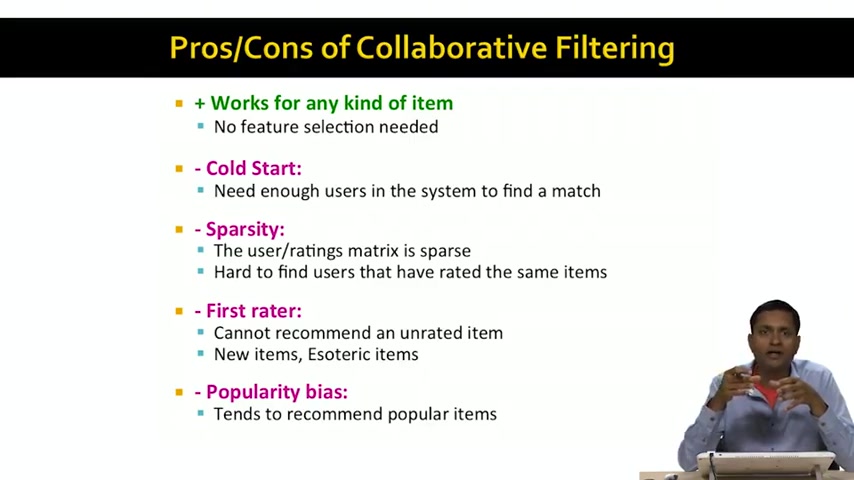 Pros/Cons of Collaborative Filtering
+ Works for any kind of item
No feature selection needed
- Cold Start:
Need enough users in the system to find a match
- Sparsity:
The user/ratings matrix is sparse
Hard to find users that have rated the same items
- First rater:
Cannot recommend an unrated item
New items, Esoteric items
- Popularity bias:
Tends to recommend popular items